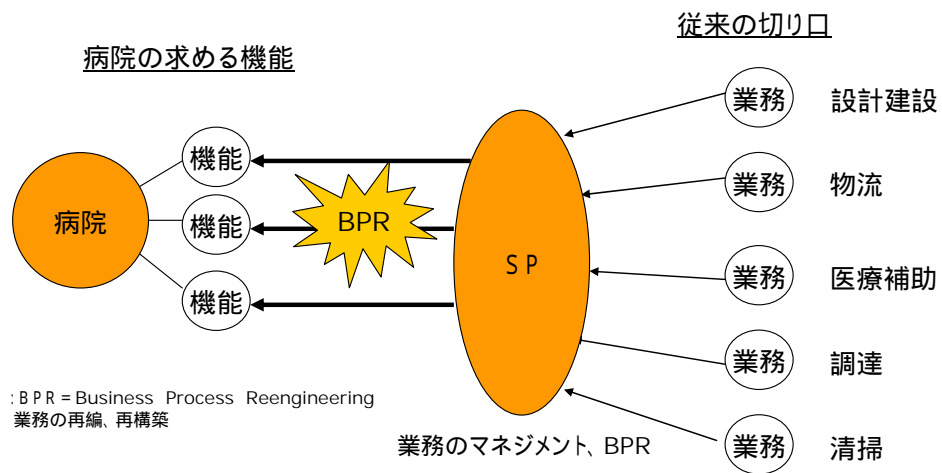 従来の切り口
病院の求める機能
業務 設計建設
機能
業務 物流
病院
機能
BPR
SP
業務 医療補助
機能
業務 調達
:BPR=Business Process Reengineering
業務の再編、再構築
業務のマネジメント、BPR
業務 清掃